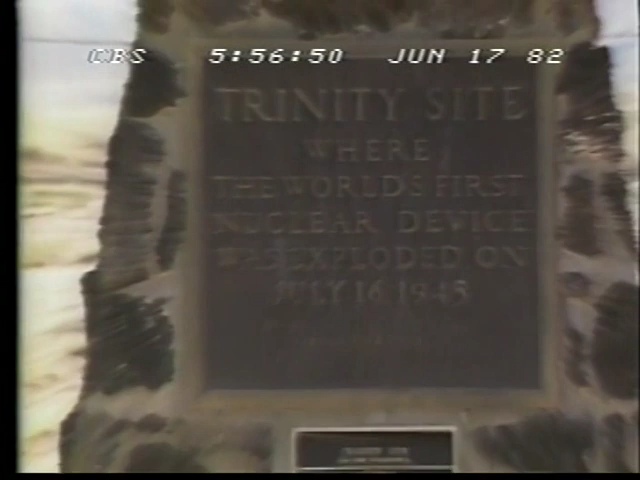 CBS 5:56:50 JUN 17 82
TRINITY SITE
WHERE
THE WORLD'S FIRST
NUCLEAR DEVICE
WAS EXPLODED ON
JULY 16 1945